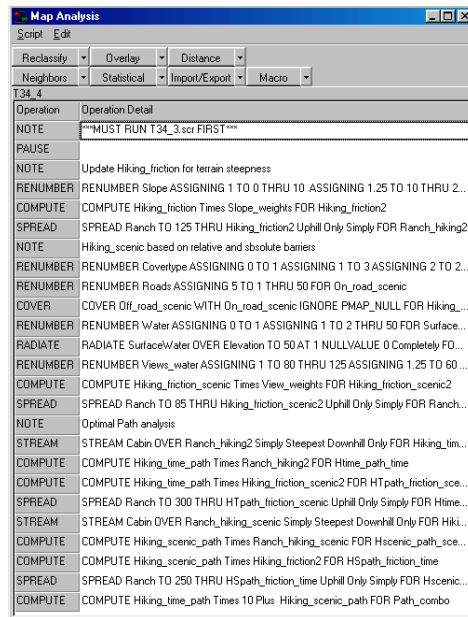 Map Analysis
Script Edit
Reclassify Overlay Distance
Neighbors Statistical Import/Export Macro
T34_4
Operation Operation Detail
NOTE ***MUST RUN T34_3.scr FIRST***
PAUSE
NOTE Update Hiking_friction for terrain steepness
RENUMBER RENUMBER Slope ASSIGNING 1 TO 0 THRU 10 ASSIGNING 1.25 TO 10 THRU 2...
COMPUTE COMPUTE Hiking_friction Times Slope_weights FOR Hiking_friction2
SPREAD SPREAD Ranch TO 125 THRU Hiking_friction2 Uphill Only Simply FOR Ranch_hiking2
NOTE Hiking_scenic based on relative and sbsolute barriers
RENUMBER RENUMBER Covertype ASSIGNING 0 TO 1 ASSIGNING 1 TO 3 ASSIGNING 2 TO 2...
RENUMBER RENUMBER Roads ASSIGNING 5 TO 1 THRU 50 FOR On_road_scenic
COVER COVER Off_road_scenic WITH On_road_scenic IGNORE PMAP_NULL FOR Hiking_...
RENUMBER RENUMBER Water ASSIGNING 0 TO 1 ASSIGNING 1 TO 2 THRU 50 FOR Surface...
RADIATE RADIATE SurfaceWater OVER Elevation TO 50 AT 1 NULLVALUE 0 Completely FO...
RENUMBER RENUMBER Views_water ASSIGNING 1 TO 80 THRU 125 ASSIGNING 1.25 TO 60 ...
COMPUTE COMPUTE Hiking_friction_scenic Times View_weights FOR Hiking_friction_scenic2
SPREAD SPREAD Ranch TO 85 THRU Hiking_friction_scenic2 Uphill Only Simply FOR Ranch...
NOTE Optimal Path analysis
STREAM STREAM Cabin OVER Ranch_hiking2 Simply Steepest Downhill Only FOR Hiking_tim...
COMPUTE COMPUTE Hiking_time_path Times Ranch_hiking2 FOR Htime_path_time
COMPUTE COMPUTE Hiking_time_path Times Hiking_friction_scenic2 FOR HTpath_friction_sce...
SPREAD SPREAD Ranch TO 300 THRU HTpath_friction_scenic Uphill Only Simply FOR Htime...
STREAM STREAM Cabin OVER Ranch_hiking_scenic Simply Steepest Downhill Only FOR Hiki...
COMPUTE COMPUTE Hiking_scenic_path Times Ranch_hiking_scenic FOR Hscenic_path_sce...
COMPUTE COMPUTE Hiking_scenic_path Times Hiking_friction2 FOR HSpath_friction_time
SPREAD SPREAD Ranch TO 250 THRU HSpath_friction_time Uphill Only Simply FOR Hscenic...
COMPUTE COMPUTE Hiking_time_path Times 10 Plus Hiking_scenic_path FOR Path_combo